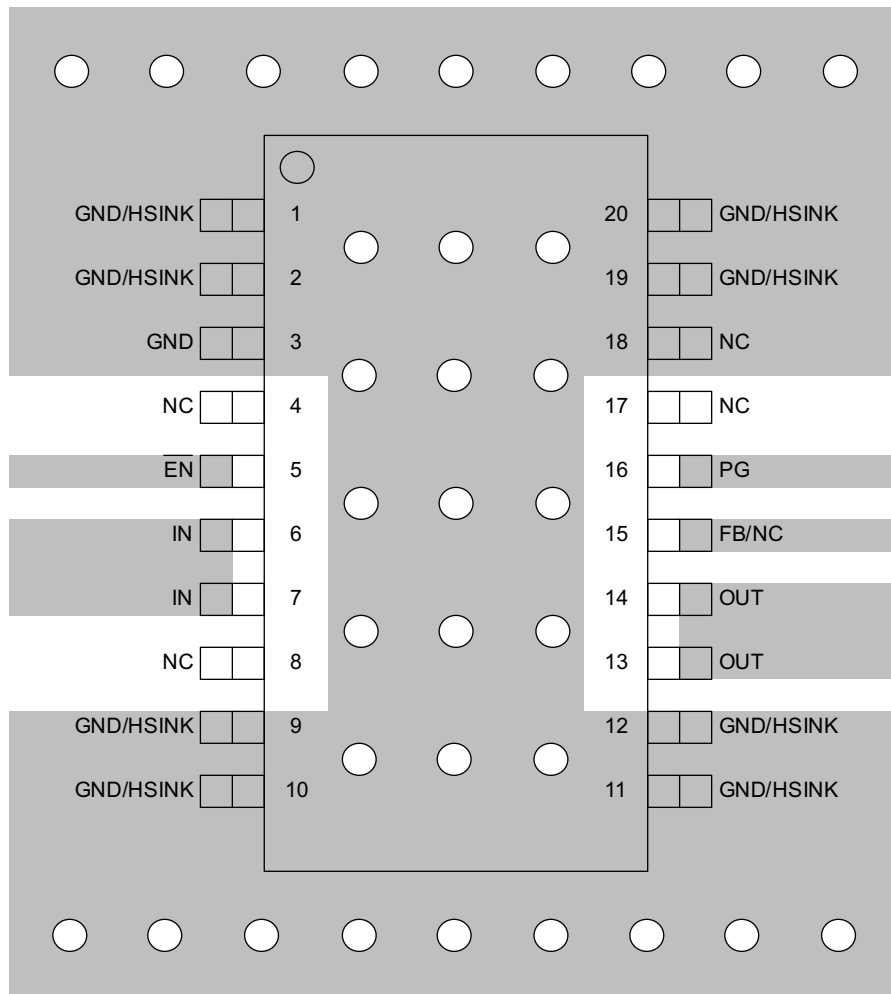 GND/HSINK 1 20 GND/HSINK
GND/HSINK 2 19 GND/HSINK
GND 3 18 NC
NC 4 17 NC
E̅N̅ 5 16 PG
IN 6 15 FB/NC
IN 7 14 OUT
NC 8 13 OUT
GND/HSINK 9 12 GND/HSINK
GND/HSINK 10 11 GND/HSINK